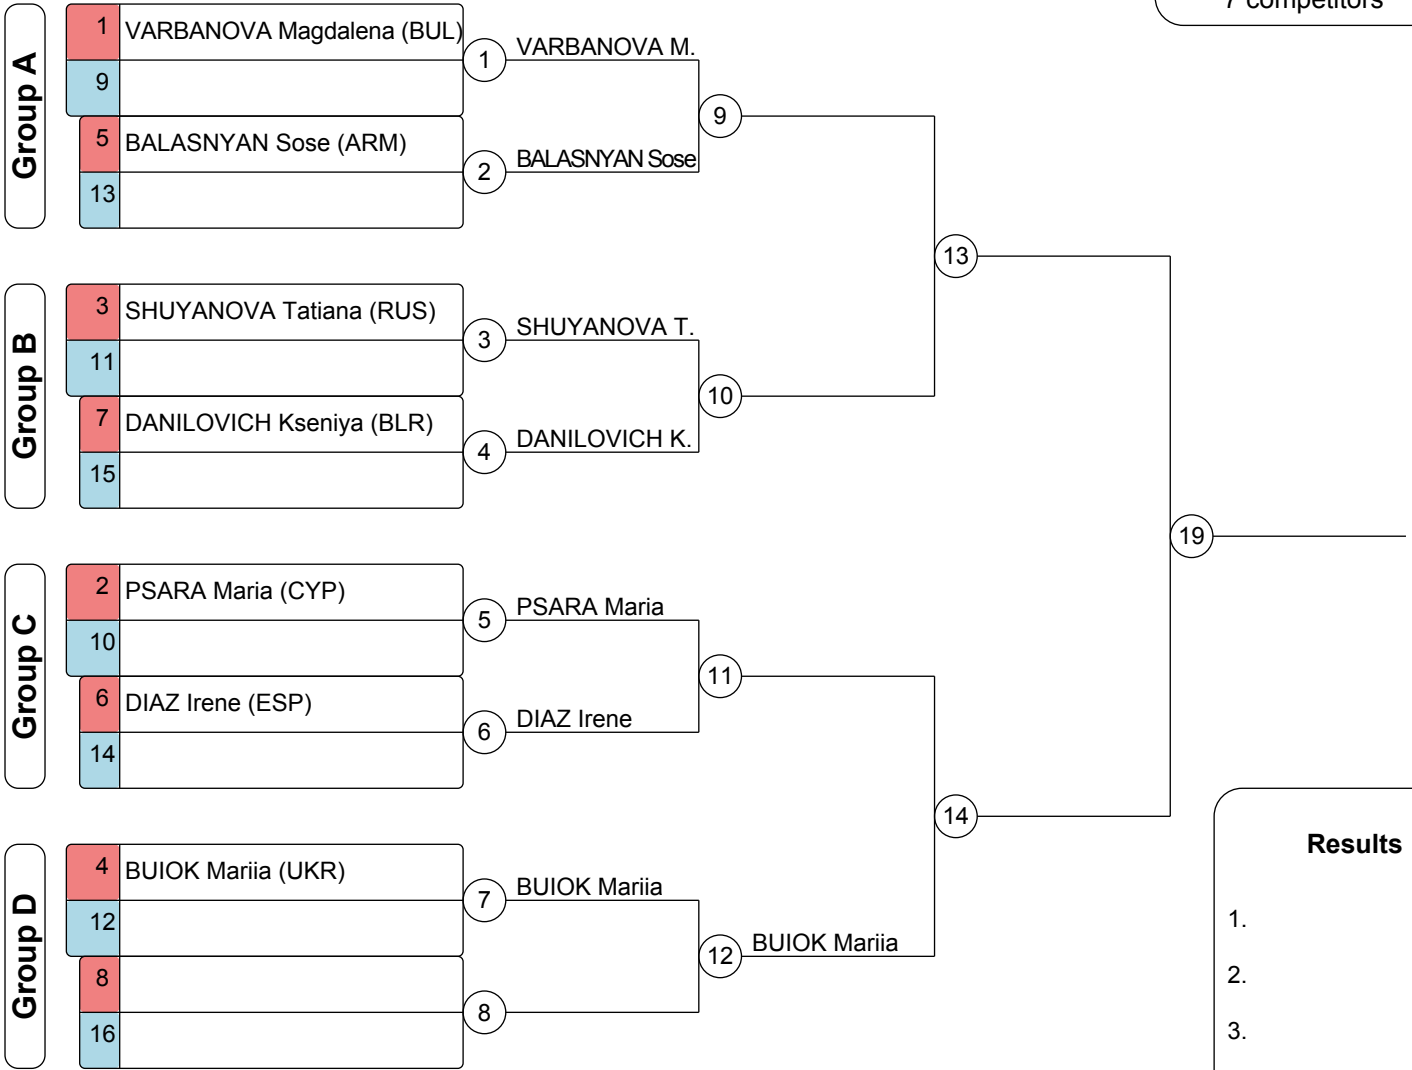 7 competitors
Group A
1 VARBANOVA Magdalena (BUL)
9
5 BALASNYAN Sose (ARM)
13
1 VARBANOVA M.
2 BALASNYAN Sose
9
Group B
3 SHUYANOVA Tatiana (RUS)
11
7 DANILOVICH Kseniya (BLR)
15
3 SHUYANOVA T.
4 DANILOVICH K.
10
13
Group C
2 PSARA Maria (CYP)
10
6 DIAZ Irene (ESP)
14
5 PSARA Maria
6 DIAZ Irene
11
Group D
4 BUIOK Mariia (UKR)
12
8
16
7 BUIOK Mariia
8
12 BUIOK Mariia
14
19
Results
1.
2.
3.